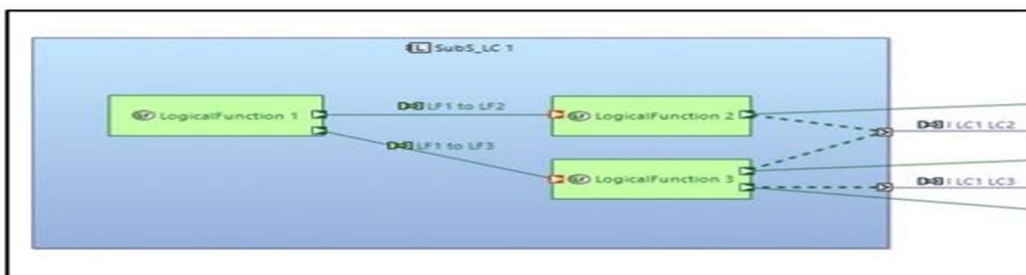 SubS_LC 1
LF1 to LF2
LogicalFunction 1
LogicalFunction 2
LC1 LC2
LF1 to LF3
LogicalFunction 3
LC1 LC3